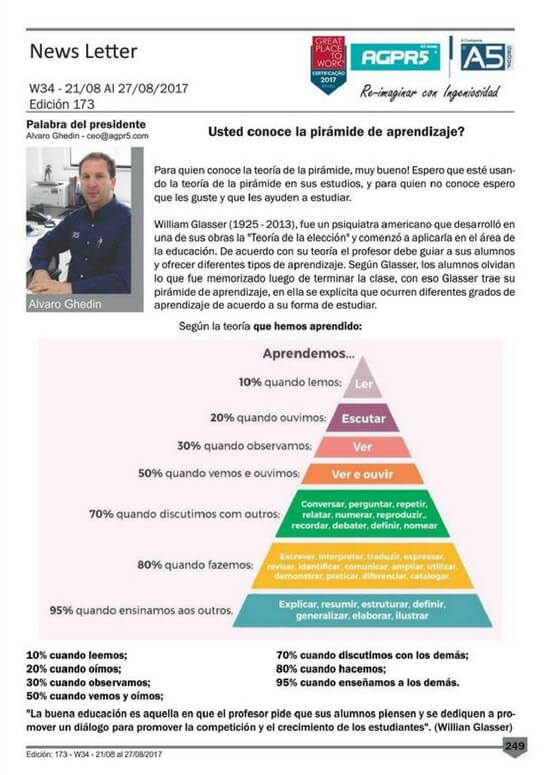 News Letter
W34 - 21/08 Al 27/08/2017
Edición 173
GREAT
PLACE
TO
WORK®
CERTIFICAÇÃO
2017
AGPR5
A5
Re-imaginar con Ingeniosidad
Palabra del presidente
Alvaro Ghedin - ceo@agpr5.com
Alvaro Ghedin
Usted conoce la pirámide de aprendizaje?
Para quien conoce la teoría de la pirámide, muy bueno! Espero que esté usan-
do la teoría de la pirámide en sus estudios, y para quien no conoce espero
que les guste y que les ayuden a estudiar.
William Glasser (1925 - 2013), fue un psiquiatra americano que desarrolló en
una de sus obras la "Teoría de la elección" y comenzó a aplicarla en el área de
la educación. De acuerdo con su teoría el profesor debe guiar a sus alumnos
y ofrecer diferentes tipos de aprendizaje. Según Glasser, los alumnos olvidan
lo que fue memorizado luego de terminar la clase, con eso Glasser trae su
pirámide de aprendizaje, en ella se explicita que ocurren diferentes grados de
aprendizaje de acuerdo a su forma de estudiar.
Según la teoría que hemos aprendido:
Aprendemos...
10% quando lemos; Ler
20% quando ouvimos; Escutar
30% quando observamos; Ver
50% quando vemos e ouvimos; Ver e ouvir
70% quando discutimos com outros; Conversar, perguntar, repetir,
relatar, numerar, reproduzir,,
recordar, debater, definir, nomear
80% quando fazemos; Escrever, interpretar, traduzir, expressar,
revisar, identificar, comunicar, ampliar, utilizar,
demonstrar, praticar, diferenciar, catalogar.
95% quando ensinamos aos outros. Explicar, resumir, estruturar, definir,
generalizar, elaborar, ilustrar
10% cuando leemos;
20% cuando oímos;
30% cuando observamos;
50% cuando vemos y oímos;
70% cuando discutimos con los demás;
80% cuando hacemos;
95% cuando enseñamos a los demás.
"La buena educación es aquella en que el profesor pide que sus alumnos piensen y se dediquen a pro-
mover un diálogo para promover la competición y el crecimiento de los estudiantes". (Willian Glasser)
Edición: 173 - W34 - 21/08 al 27/08/2017
249